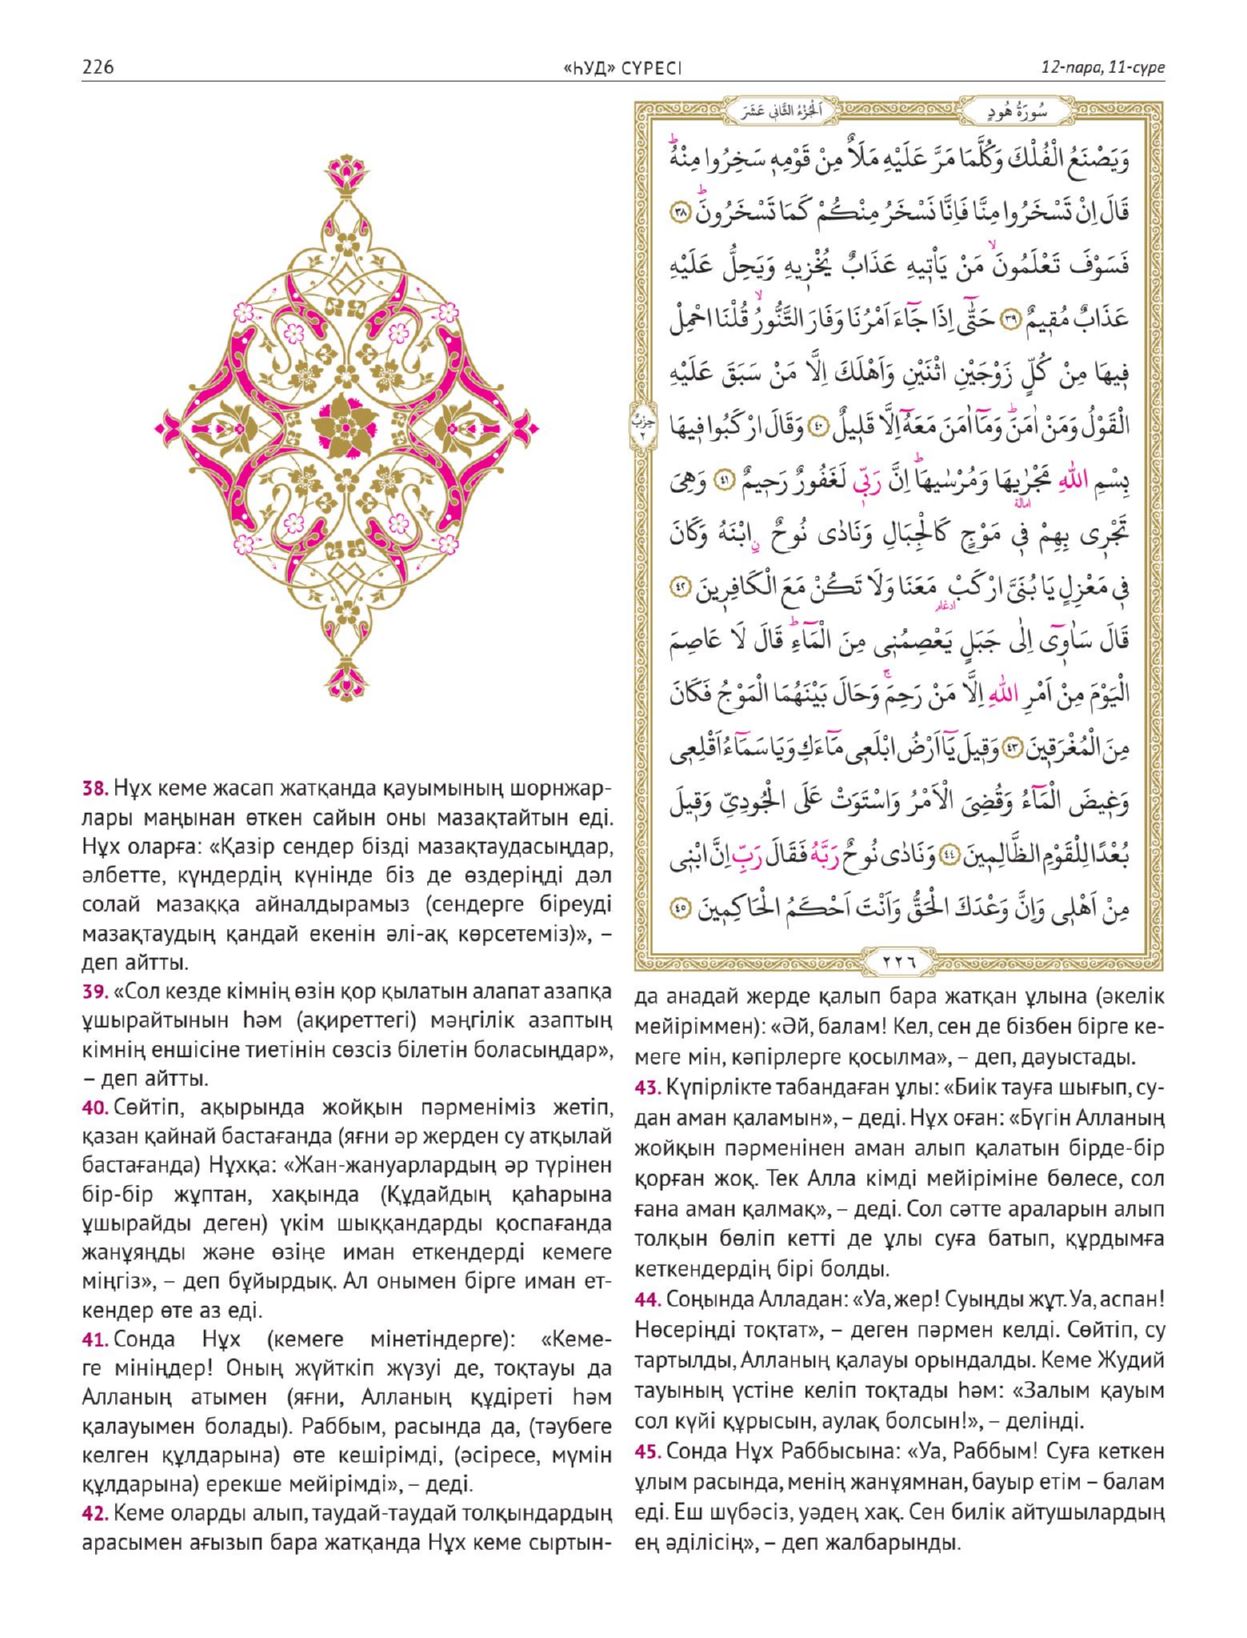 226
«ҺУД» СҮРЕСІ
12-пара, 11-сүре
سُورَةُ هُودٍ
اَلْجُزْءُ الثَّانِي عَشَرَ
وَيَصْنَعُ الْفُلْكَ وَكُلَّمَا مَرَّ عَلَيْهِ مَلَأٌ مِنْ قَوْمِهٖ سَخِرُوا مِنْهُۜ
قَالَ اِنْ تَسْخَرُوا مِنَّا فَاِنَّا نَسْخَرُ مِنْكُمْ كَمَا تَسْخَرُونَۜ ﴿٣٨﴾
فَسَوْفَ تَعْلَمُونَۙ مَنْ يَأْتٖيهِ عَذَابٌ يُخْزٖيهِ وَيَحِلُّ عَلَيْهِ
عَذَابٌ مُقٖيمٌ ﴿٣٩﴾ حَتّٰٓى اِذَا جَٓاءَ اَمْرُنَا وَفَارَ التَّنُّورُۙ قُلْنَا احْمِلْ
فٖيهَا مِنْ كُلٍّ زَوْجَيْنِ اثْنَيْنِ وَاَهْلَكَ اِلَّا مَنْ سَبَقَ عَلَيْهِ
الْقَوْلُ وَمَنْ اٰمَنَۜ وَمَٓا اٰمَنَ مَعَهُٓ اِلَّا قَلٖيلٌ ﴿٤٠﴾ وَقَالَ ارْكَبُوا فٖيهَا
حِزْبٌ
٢
بِسْمِ اللّٰهِ مَجْرٰۭيهَا وَمُرْسٰيهَاۜ اِنَّ رَبّٖي لَغَفُورٌ رَحٖيمٌ ﴿٤١﴾ وَهِيَ
امالة
تَجْرٖي بِهِمْ فٖي مَوْجٍ كَالْجِبَالِ وَنَادٰى نُوحٌۨ ابْنَهُ وَكَانَ
فٖي مَعْزِلٍ يَا بُنَيَّ ارْكَبْ مَعَنَا وَلَا تَكُنْ مَعَ الْكَافِرٖينَ ﴿٤٢﴾
ادغام
قَالَ سَاٰوٖٓي اِلٰى جَبَلٍ يَعْصِمُنٖي مِنَ الْمَٓاءِۜ قَالَ لَا عَاصِمَ
الْيَوْمَ مِنْ اَمْرِ اللّٰهِ اِلَّا مَنْ رَحِمَۚ وَحَالَ بَيْنَهُمَا الْمَوْجُ فَكَانَ
مِنَ الْمُغْرَقٖينَ ﴿٤٣﴾ وَقٖيلَ يَٓا اَرْضُ ابْلَعٖي مَٓاءَكِ وَيَا سَمَٓاءُ اَقْلِعٖي
وَغٖيضَ الْمَٓاءُ وَقُضِيَ الْاَمْرُ وَاسْتَوَتْ عَلَى الْجُودِيِّ وَقٖيلَ
بُعْدًا لِلْقَوْمِ الظَّالِمٖينَ ﴿٤٤﴾ وَنَادٰى نُوحٌ رَبَّهُ فَقَالَ رَبِّ اِنَّ ابْنٖي
مِنْ اَهْلٖي وَاِنَّ وَعْدَكَ الْحَقُّ وَاَنْتَ اَحْكَمُ الْحَاكِمٖينَ ﴿٤٥﴾
٢٢٦
38. Нұх кеме жасап жатқанда қауымының шорнжар-
лары маңынан өткен сайын оны мазақтайтын еді.
Нұх оларға: «Қазір сендер бізді мазақтаудасыңдар,
әлбетте, күндердің күнінде біз де өздеріңді дәл
солай мазаққа айналдырамыз (сендерге біреуді
мазақтаудың қандай екенін әлі-ақ көрсетеміз)», –
деп айтты.
39. «Сол кезде кімнің өзін қор қылатын алапат азапқа
ұшырайтынын һәм (ақиреттегі) мәңгілік азаптың
кімнің еншісіне тиетінін сөзсіз білетін боласыңдар»,
– деп айтты.
40. Сөйтіп, ақырында жойқын пәрменіміз жетіп,
қазан қайнай бастағанда (яғни әр жерден су атқылай
бастағанда) Нұхқа: «Жан-жануарлардың әр түрінен
бір-бір жұптан, хақында (Құдайдың қаһарына
ұшырайды деген) үкім шыққандарды қоспағанда
жанұяңды және өзіңе иман еткендерді кемеге
міңгіз», – деп бұйырдық. Ал онымен бірге иман ет-
кендер өте аз еді.
41. Сонда Нұх (кемеге мінетіндерге): «Кеме-
ге мініңдер! Оның жүйткіп жүзуі де, тоқтауы да
Алланың атымен (яғни, Алланың құдіреті һәм
қалауымен болады). Раббым, расында да, (тәубеге
келген құлдарына) өте кешірімді, (әсіресе, мүмін
құлдарына) ерекше мейірімді», – деді.
42. Кеме оларды алып, таудай-таудай толқындардың
арасымен ағызып бара жатқанда Нұх кеме сыртын-
да анадай жерде қалып бара жатқан ұлына (әкелік
мейіріммен): «Әй, балам! Кел, сен де бізбен бірге ке-
меге мін, кәпірлерге қосылма», – деп, дауыстады.
43. Күпірлікте табандаған ұлы: «Биік тауға шығып, су-
дан аман қаламын», – деді. Нұх оған: «Бүгін Алланың
жойқын пәрменінен аман алып қалатын бірде-бір
қорған жоқ. Тек Алла кімді мейіріміне бөлесе, сол
ғана аман қалмақ», – деді. Сол сәтте араларын алып
толқын бөліп кетті де ұлы суға батып, құрдымға
кеткендердің бірі болды.
44. Соңында Алладан: «Уа, жер! Суыңды жұт. Уа, аспан!
Нөсеріңді тоқтат», – деген пәрмен келді. Сөйтіп, су
тартылды, Алланың қалауы орындалды. Кеме Жудий
тауының үстіне келіп тоқтады һәм: «Залым қауым
сол күйі құрысын, аулақ болсын!», – делінді.
45. Сонда Нұх Раббысына: «Уа, Раббым! Суға кеткен
ұлым расында, менің жанұямнан, бауыр етім – балам
еді. Еш шүбәсіз, уәдең хақ. Сен билік айтушылардың
ең әділісің», – деп жалбарынды.